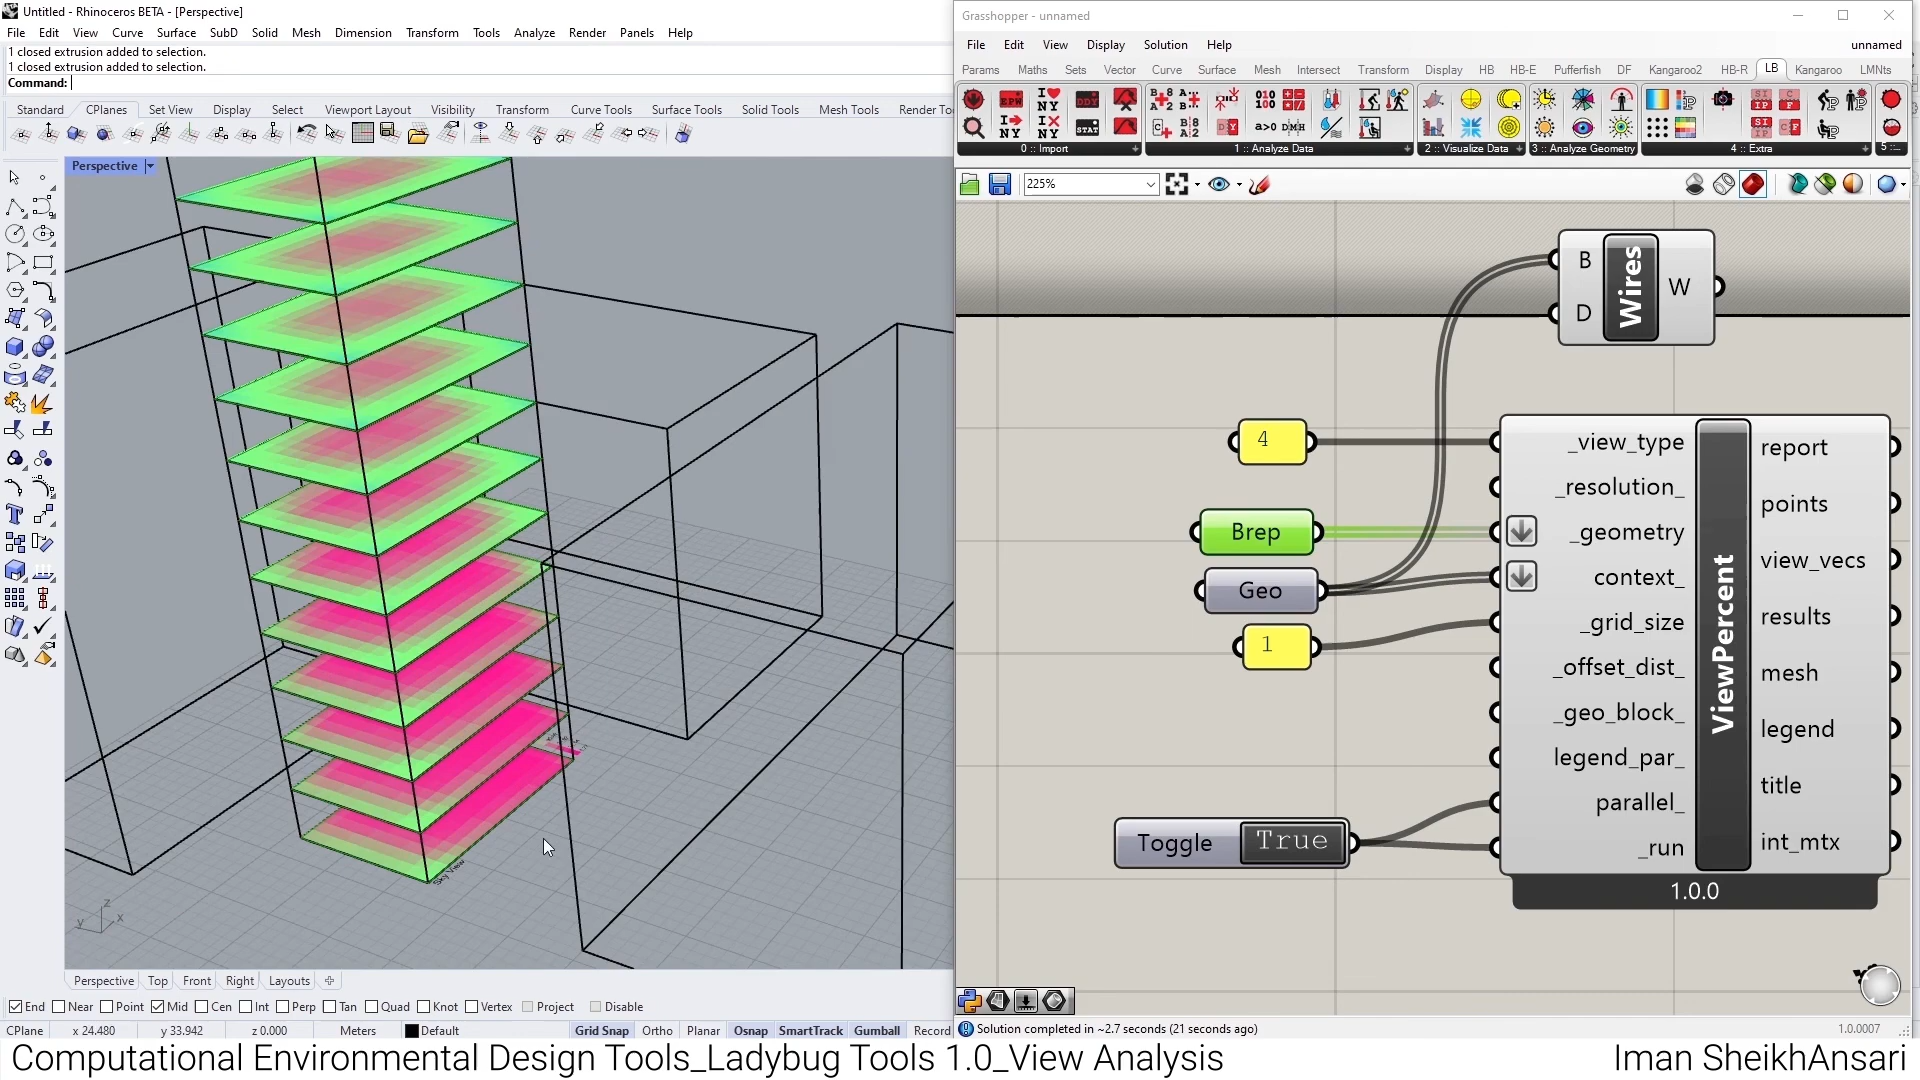 Untitled - Rhinoceros BETA - [Perspective]
File Edit View Curve Surface SubD Solid Mesh Dimension Transform Tools Analyze Render Panels Help
1 closed extrusion added to selection.
1 closed extrusion added to selection.
Command:
Standard CPlanes Set View Display Select Viewport Layout Visibility Transform Curve Tools Surface Tools Solid Tools Mesh Tools Render To
Perspective
Sky View
z
y x
Perspective Top Front Right Layouts
End Near Point Mid Cen Int Perp Tan Quad Knot Vertex Project Disable
CPlane x 24.480 y 33.942 z 0.000 Meters Default Grid Snap Ortho Planar Osnap SmartTrack Gumball Record
Grasshopper - unnamed
File Edit View Display Solution Help unnamed
Params Maths Sets Vector Curve Surface Mesh Intersect Transform Display HB HB-E Pufferfish DF Kangaroo2 HB-R LB Kangaroo LMNts
0 :: Import 1 :: Analyze Data 2 :: Visualize Data 3 :: Analyze Geometry 4 :: Extra 5 ::
225%
B
D
Wires
W
4
Brep
Geo
1
Toggle True
_view_type
_resolution_
_geometry
context_
_grid_size
_offset_dist_
_geo_block_
legend_par_
parallel_
_run
ViewPercent
report
points
view_vecs
results
mesh
legend
title
int_mtx
1.0.0
Solution completed in ~2.7 seconds (21 seconds ago) 1.0.0007
Computational Environmental Design Tools_Ladybug Tools 1.0_View Analysis
Iman SheikhAnsari